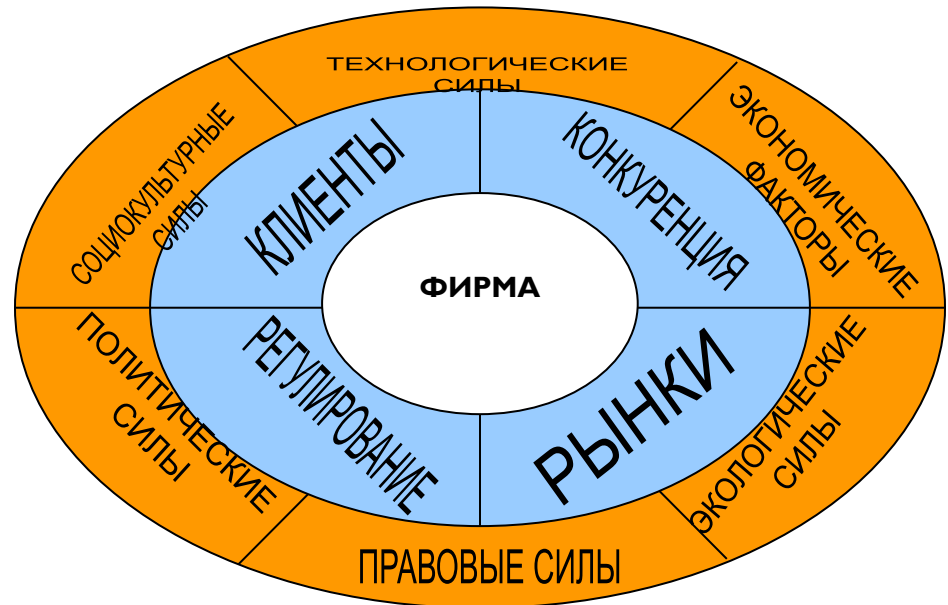 ТЕХНОЛОГИЧЕСКИЕ
СИЛЫ
ЭКОНОМИЧЕСКИЕ
ФАКТОРЫ
СОЦИОКУЛЬТУРНЫЕ
СИЛЫ
КЛИЕНТЫ
КОНКУРЕНЦИЯ
ФИРМА
РЕГУЛИРОВАНИЕ
РЫНКИ
ПОЛИТИЧЕСКИЕ
СИЛЫ
ЭКОЛОГИЧЕСКИЕ
СИЛЫ
ПРАВОВЫЕ СИЛЫ